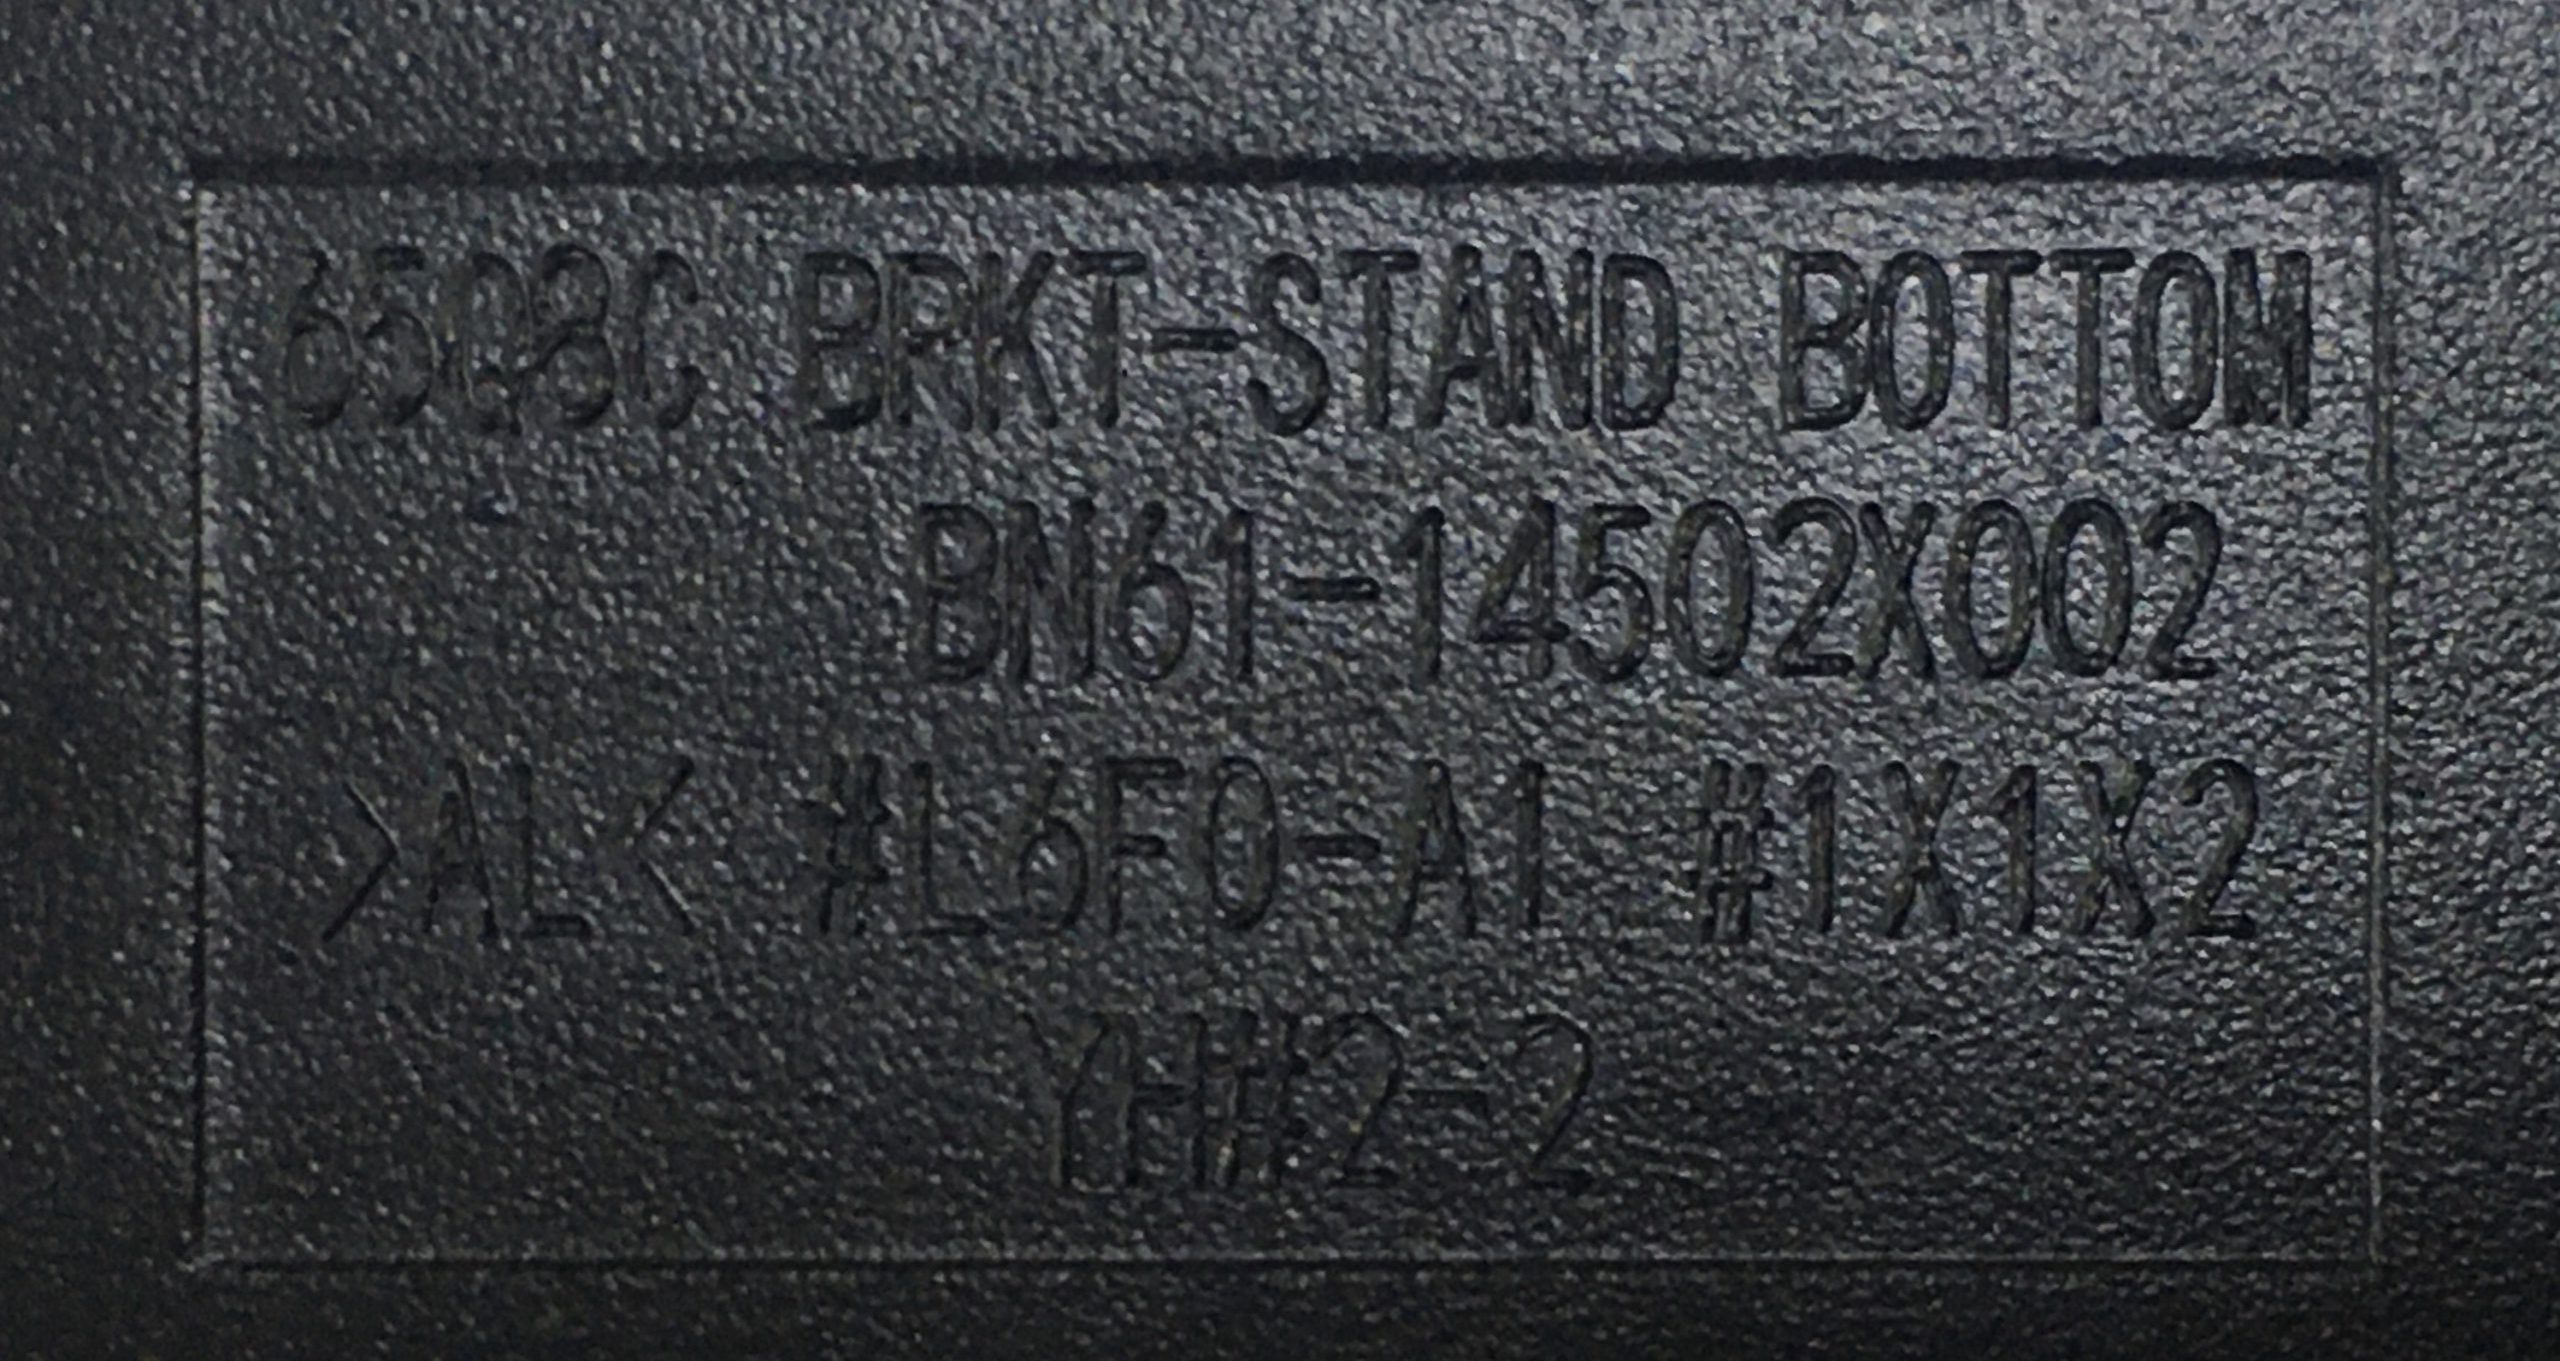 65Q8C BRKT-STAND BOTTOM
BN61-14502X002
>AL< #L6F0-A1 #1X1X2
YH#2-2